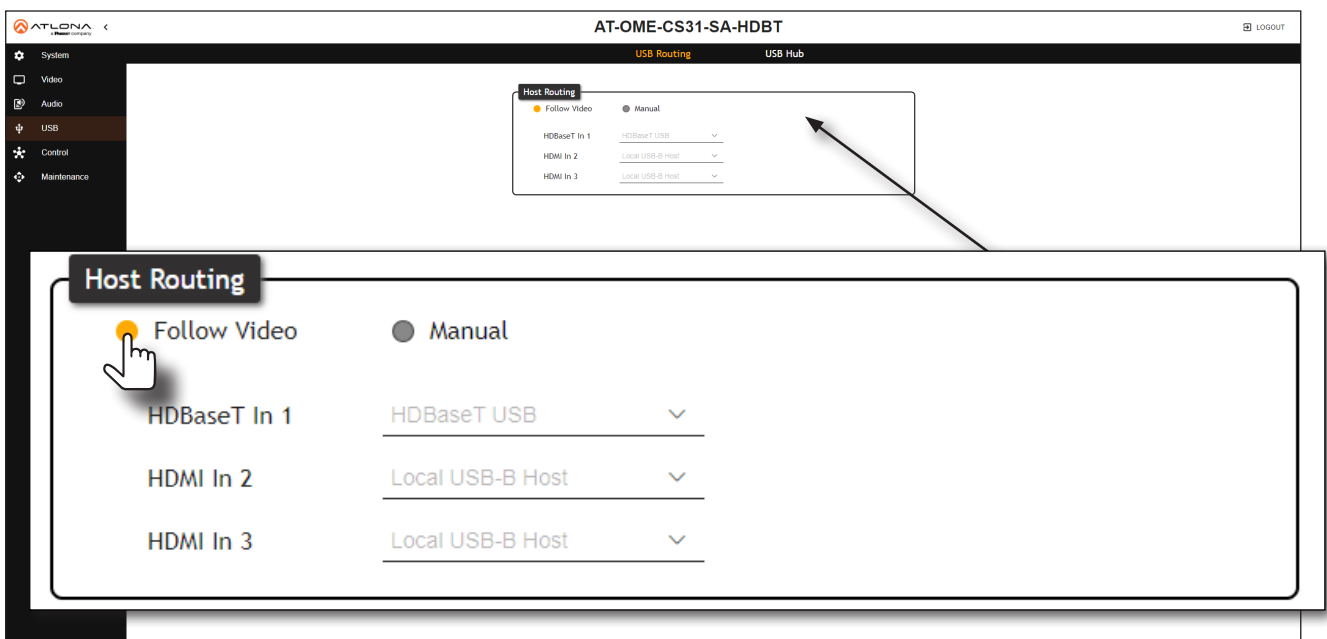 ATLONA
a Panduit company
AT-OME-CS31-SA-HDBT
LOGOUT
System
USB Routing USB Hub
Video
Audio
USB
Control
Maintenance
Host Routing
Follow Video Manual
HDBaseT In 1 HDBaseT USB
HDMI In 2 Local USB-B Host
HDMI In 3 Local USB-B Host
Host Routing
Follow Video Manual
HDBaseT In 1 HDBaseT USB
HDMI In 2 Local USB-B Host
HDMI In 3 Local USB-B Host